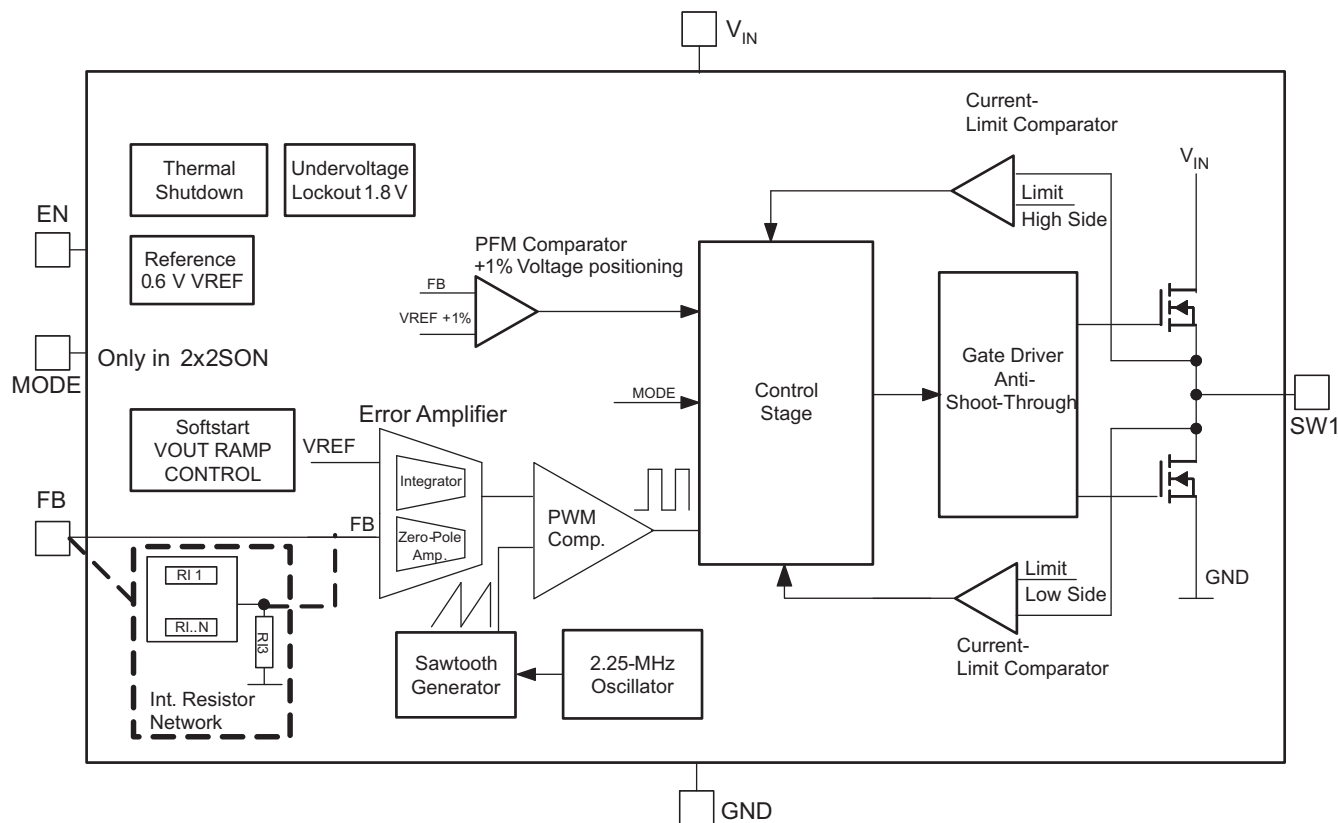 V_IN
Current-
Limit Comparator
V_IN
Thermal
Shutdown
Undervoltage
Lockout 1.8 V
Limit
High Side
EN
Reference
0.6 V VREF
PFM Comparator
+1% Voltage positioning
FB
VREF +1%
Only in 2x2SON
MODE
MODE
Control
Stage
Gate Driver
Anti-
Shoot-Through
SW1
Softstart
VOUT RAMP
CONTROL
Error Amplifier
VREF
Integrator
FB
FB
Zero-Pole
Amp.
PWM
Comp.
RI 1
RI..N
RI3
Int. Resistor
Network
Sawtooth
Generator
2.25-MHz
Oscillator
Limit
Low Side
GND
Current-
Limit Comparator
GND